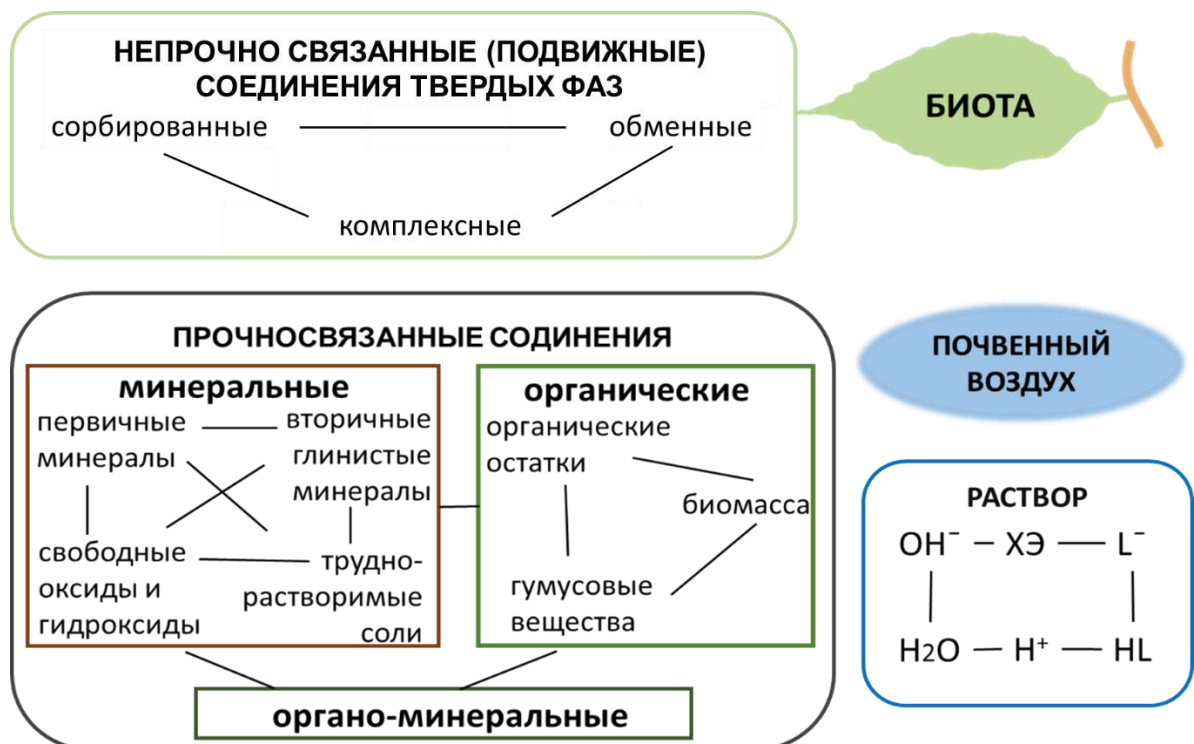 НЕПРОЧНО СВЯЗАННЫЕ (ПОДВИЖНЫЕ)
СОЕДИНЕНИЯ ТВЕРДЫХ ФАЗ
сорбированные
обменные
комплексные
БИОТА
ПРОЧНОСВЯЗАННЫЕ СОДИНЕНИЯ
минеральные
первичные
минералы
вторичные
глинистые
минералы
свободные
оксиды и
гидроксиды
трудно-
растворимые
соли
органические
органические
остатки
биомасса
гумусовые
вещества
органо-минеральные
ПОЧВЕННЫЙ
ВОЗДУХ
РАСТВОР
OH⁻ – ХЭ — L⁻
H2O — H⁺ — HL